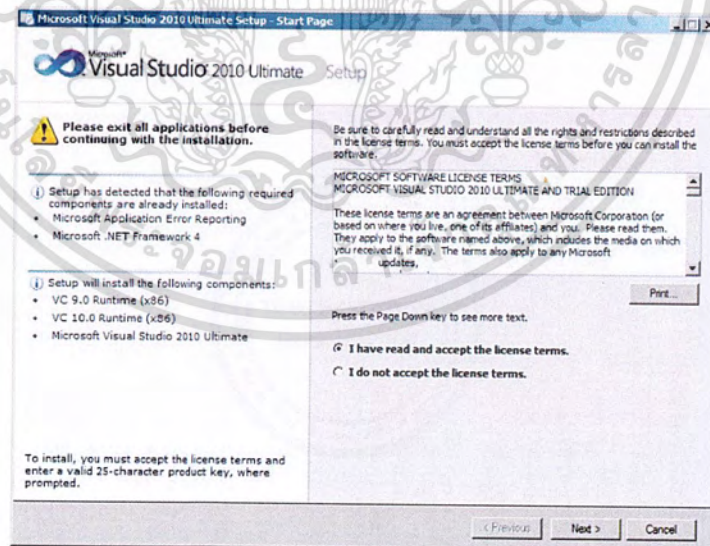 Microsoft Visual Studio 2010 Ultimate Setup - Start Page
Microsoft®
Visual Studio® 2010 Ultimate Setup
Please exit all applications before
continuing with the installation.
Setup has detected that the following required
components are already installed:
• Microsoft Application Error Reporting
• Microsoft .NET Framework 4
Setup will install the following components:
• VC 9.0 Runtime (x86)
• VC 10.0 Runtime (x86)
• Microsoft Visual Studio 2010 Ultimate
To install, you must accept the license terms and
enter a valid 25-character product key, where
prompted.
Be sure to carefully read and understand all the rights and restrictions described
in the license terms. You must accept the license terms before you can install the
software.
MICROSOFT SOFTWARE LICENSE TERMS
MICROSOFT VISUAL STUDIO 2010 ULTIMATE AND TRIAL EDITION
These license terms are an agreement between Microsoft Corporation (or
based on where you live, one of its affiliates) and you. Please read them.
They apply to the software named above, which includes the media on which
you received it, if any. The terms also apply to any Microsoft
updates,
Print...
Press the Page Down key to see more text.
I have read and accept the license terms.
I do not accept the license terms.
< Previous
Next >
Cancel